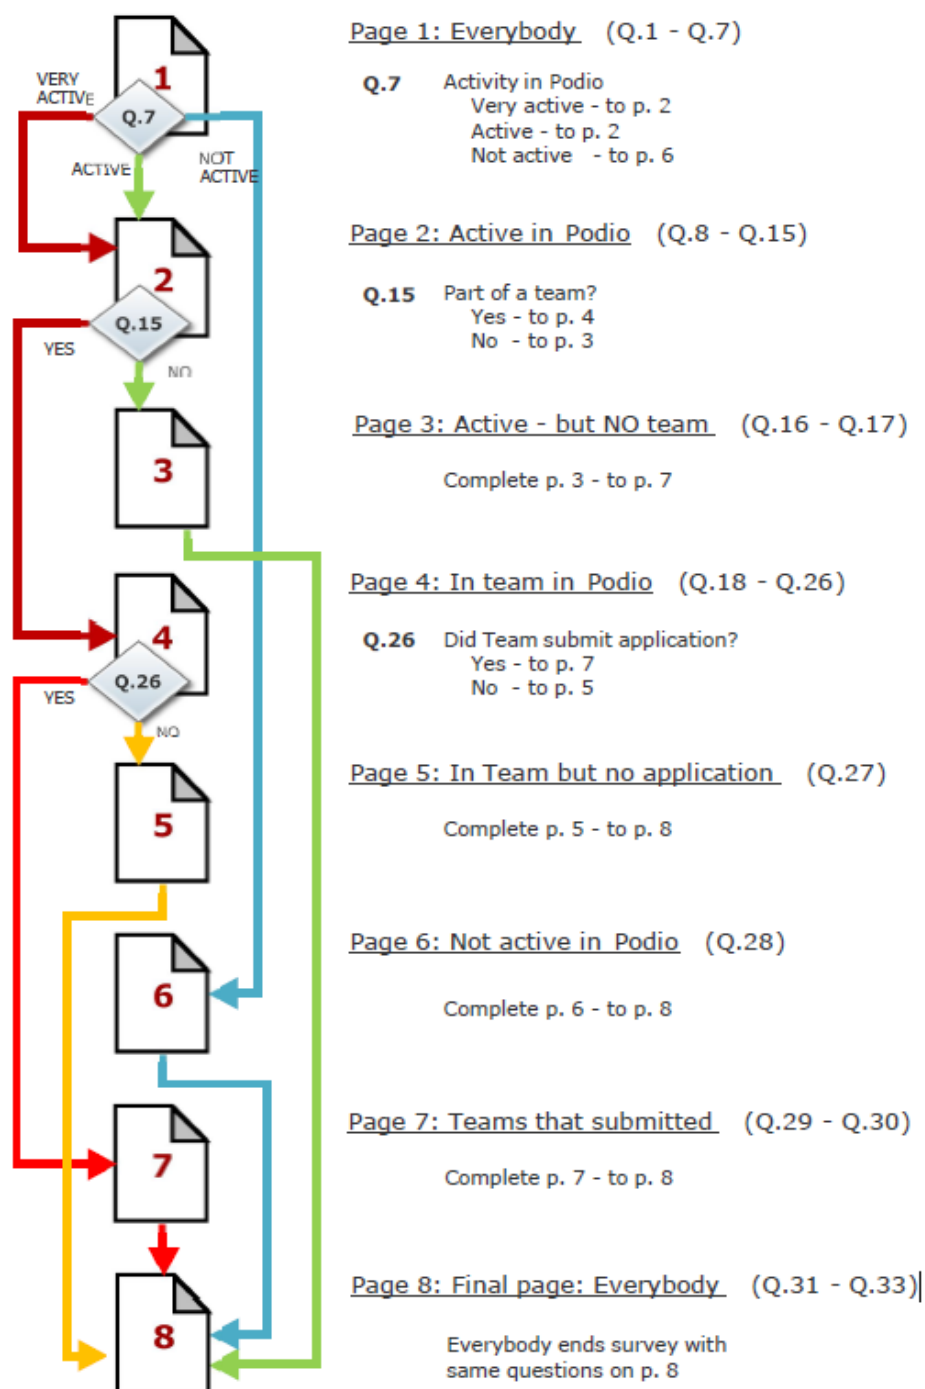 Page 1: Everybody (Q.1 - Q.7)
1
VERY
ACTIVE
Q.7 Activity in Podio
Very active - to p. 2
Q.7
Active - to p. 2
Not active - to p. 6
ACTIVE
NOT
ACTIVE
Page 2: Active in Podio (Q.8 - Q.15)
2
Q.15 Part of a team?
Yes - to p. 4
No - to p. 3
Q.15
YES
NO
Page 3: Active - but NO team (Q.16 - Q.17)
3
Complete p. 3 - to p. 7
Page 4: In team in Podio (Q.18 - Q.26)
4
Q.26 Did Team submit application?
Yes - to p. 7
No - to p. 5
Q.26
YES
NO
Page 5: In Team but no application (Q.27)
5
Complete p. 5 - to p. 8
Page 6: Not active in Podio (Q.28)
6
Complete p. 6 - to p. 8
Page 7: Teams that submitted (Q.29 - Q.30)
7
Complete p. 7 - to p. 8
Page 8: Final page: Everybody (Q.31 - Q.33)
8
Everybody ends survey with
same questions on p. 8